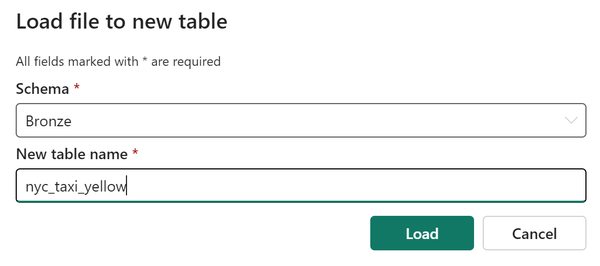 Load file to new table
All fields marked with * are required
Schema *
Bronze
New table name *
nyc_taxi_yellow
Load Cancel